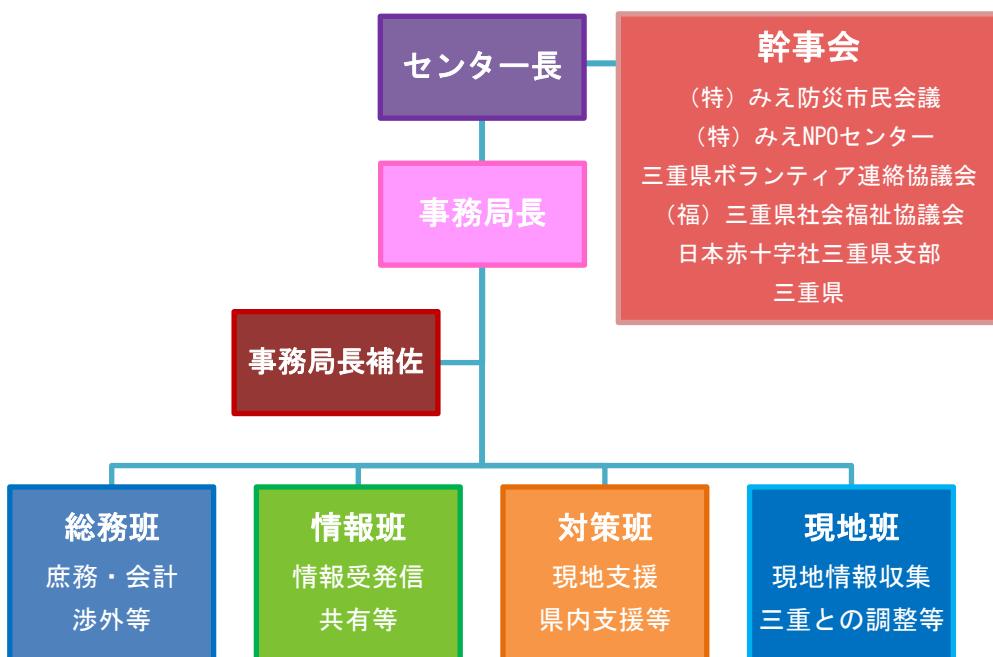 センター長
幹事会
（特）みえ防災市民会議
（特）みえNPOセンター
三重県ボランティア連絡協議会
（福）三重県社会福祉協議会
日本赤十字社三重県支部
三重県
事務局長
事務局長補佐
総務班
庶務・会計
渉外等
情報班
情報受発信
共有等
対策班
現地支援
県内支援等
現地班
現地情報収集
三重との調整等